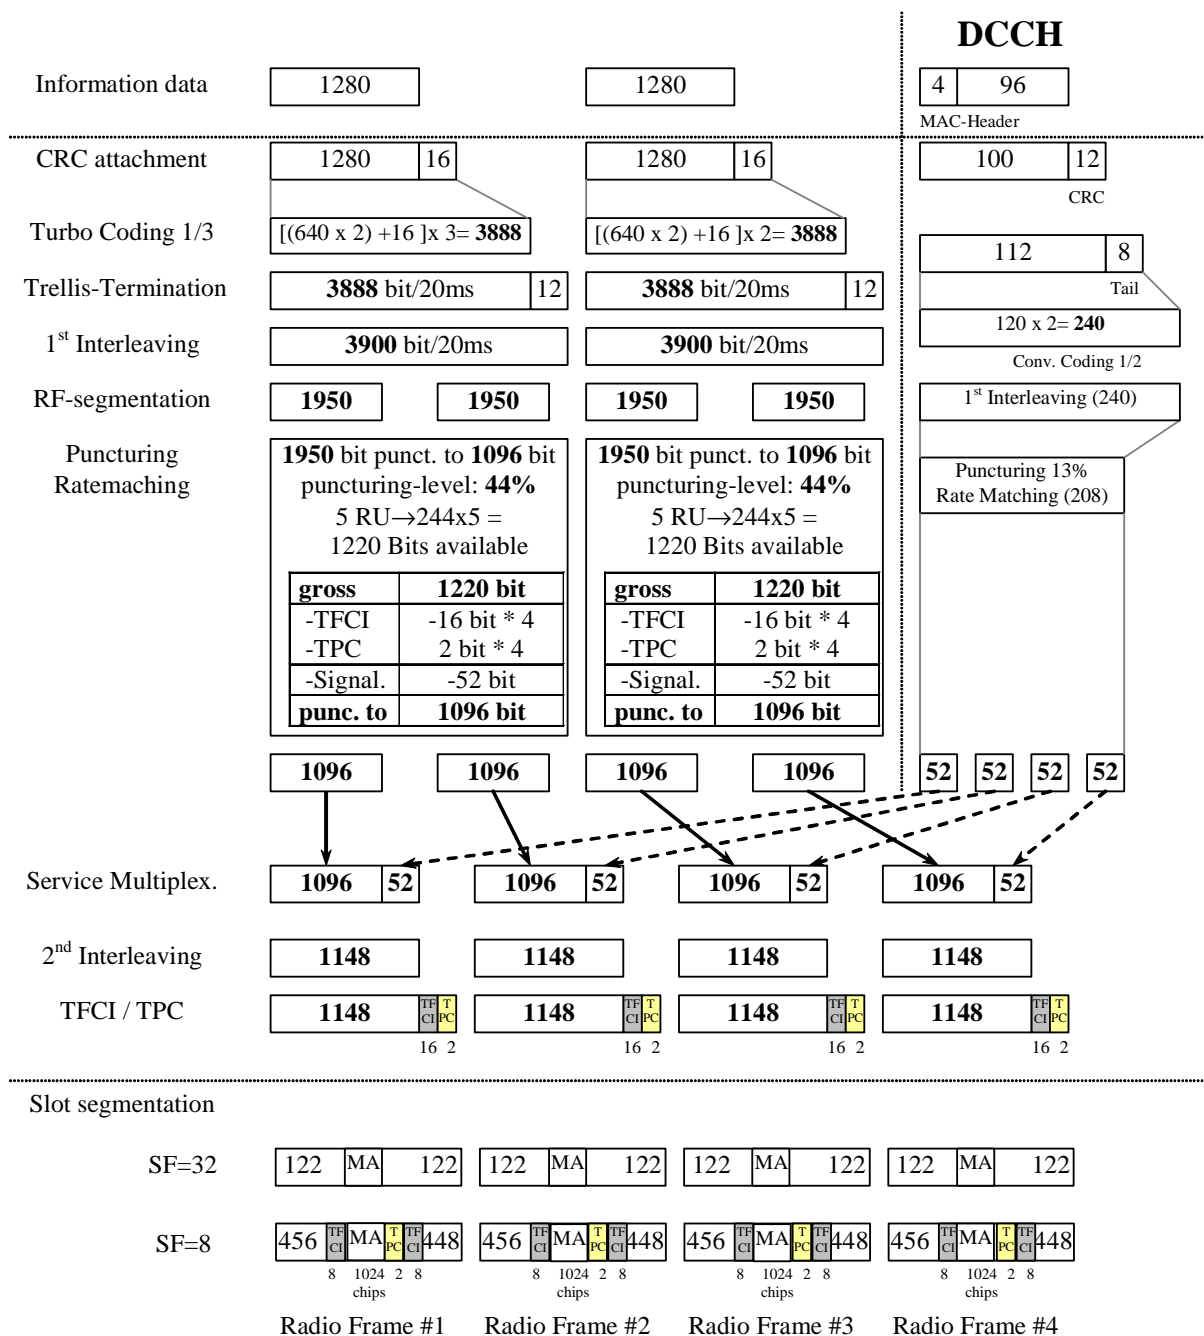 DCCH
Information data 1280 1280 4 96
MAC-Header
CRC attachment 1280 16 1280 16 100 12
CRC
Turbo Coding 1/3 [(640 x 2) +16 ]x 3= 3888 [(640 x 2) +16 ]x 2= 3888
112 8
Tail
Trellis-Termination 3888 bit/20ms 12 3888 bit/20ms 12
120 x 2= 240
Conv. Coding 1/2
1st Interleaving 3900 bit/20ms 3900 bit/20ms
RF-segmentation 1950 1950 1950 1950 1st Interleaving (240)
Puncturing
Ratemaching
1950 bit punct. to 1096 bit
puncturing-level: 44%
5 RU→244x5 =
1220 Bits available
gross 1220 bit
-TFCI -16 bit * 4
-TPC 2 bit * 4
-Signal. -52 bit
punc. to 1096 bit
1950 bit punct. to 1096 bit
puncturing-level: 44%
5 RU→244x5 =
1220 Bits available
gross 1220 bit
-TFCI -16 bit * 4
-TPC 2 bit * 4
-Signal. -52 bit
punc. to 1096 bit
Puncturing 13%
Rate Matching (208)
1096 1096 1096 1096 52 52 52 52
Service Multiplex. 1096 52 1096 52 1096 52 1096 52
2nd Interleaving 1148 1148 1148 1148
TFCI / TPC 1148 TF CI T PC 1148 TF CI T PC 1148 TF CI T PC 1148 TF CI T PC
16 2 16 2 16 2 16 2
Slot segmentation
SF=32 122 MA 122 122 MA 122 122 MA 122 122 MA 122
SF=8 456 TF CI MA T PC TF CI 448 456 TF CI MA T PC TF CI 448 456 TF CI MA T PC TF CI 448 456 TF CI MA T PC TF CI 448
8 1024 2 8 8 1024 2 8 8 1024 2 8 8 1024 2 8
chips chips chips chips
Radio Frame #1 Radio Frame #2 Radio Frame #3 Radio Frame #4